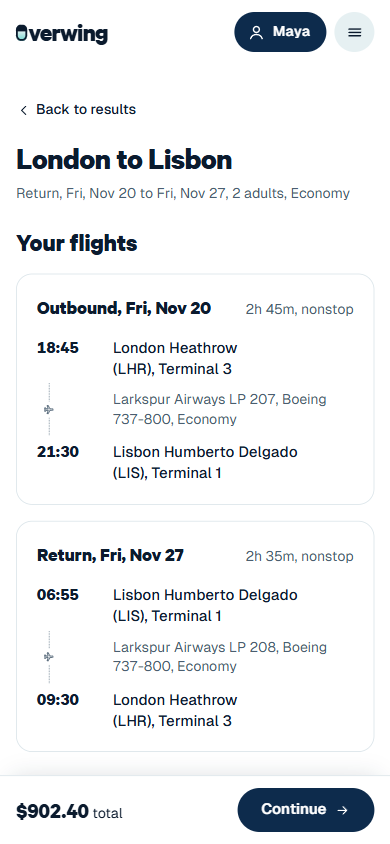 Overwing
Maya
Back to results
London to Lisbon
Return, Fri, Nov 20 to Fri, Nov 27, 2 adults, Economy
Your flights
Outbound, Fri, Nov 20
2h 45m, nonstop
18:45
London Heathrow
(LHR), Terminal 3
Larkspur Airways LP 207, Boeing
737-800, Economy
21:30
Lisbon Humberto Delgado
(LIS), Terminal 1
Return, Fri, Nov 27
2h 35m, nonstop
06:55
Lisbon Humberto Delgado
(LIS), Terminal 1
Larkspur Airways LP 208, Boeing
737-800, Economy
09:30
London Heathrow
(LHR), Terminal 3
$902.40 total
Continue →